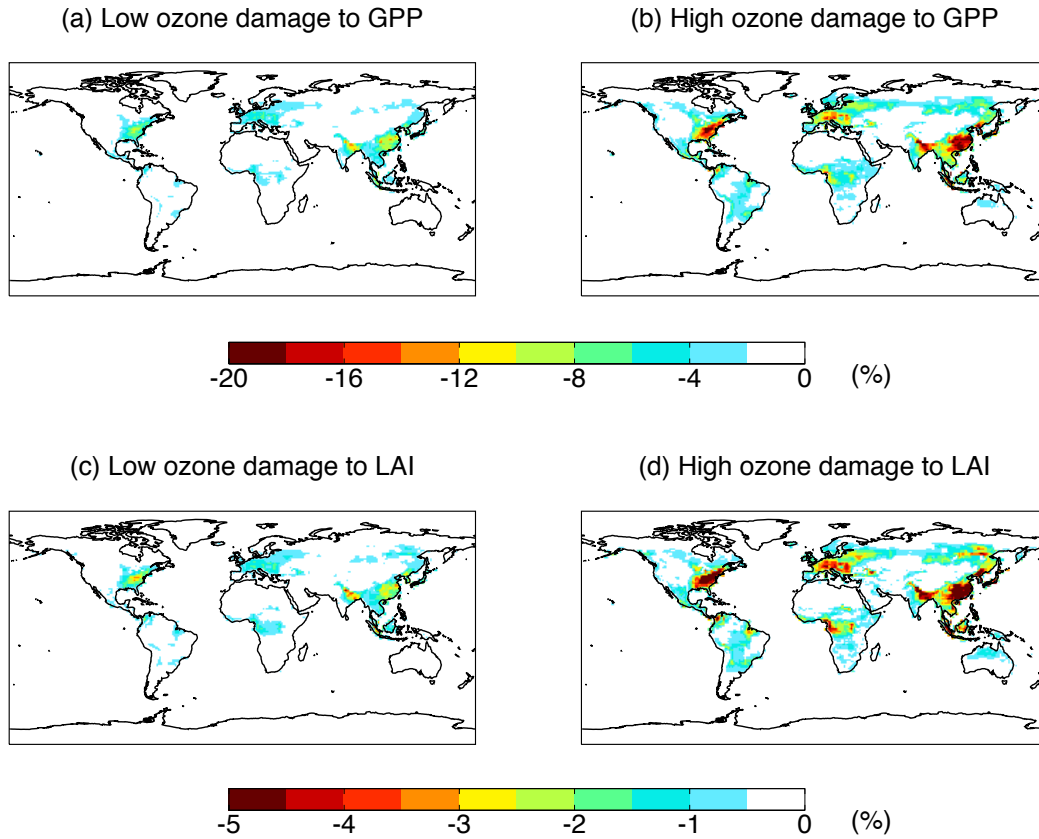 (a) Low ozone damage to GPP
(b) High ozone damage to GPP
-20 -16 -12 -8 -4 0 (%)
(c) Low ozone damage to LAI
(d) High ozone damage to LAI
-5 -4 -3 -2 -1 0 (%)